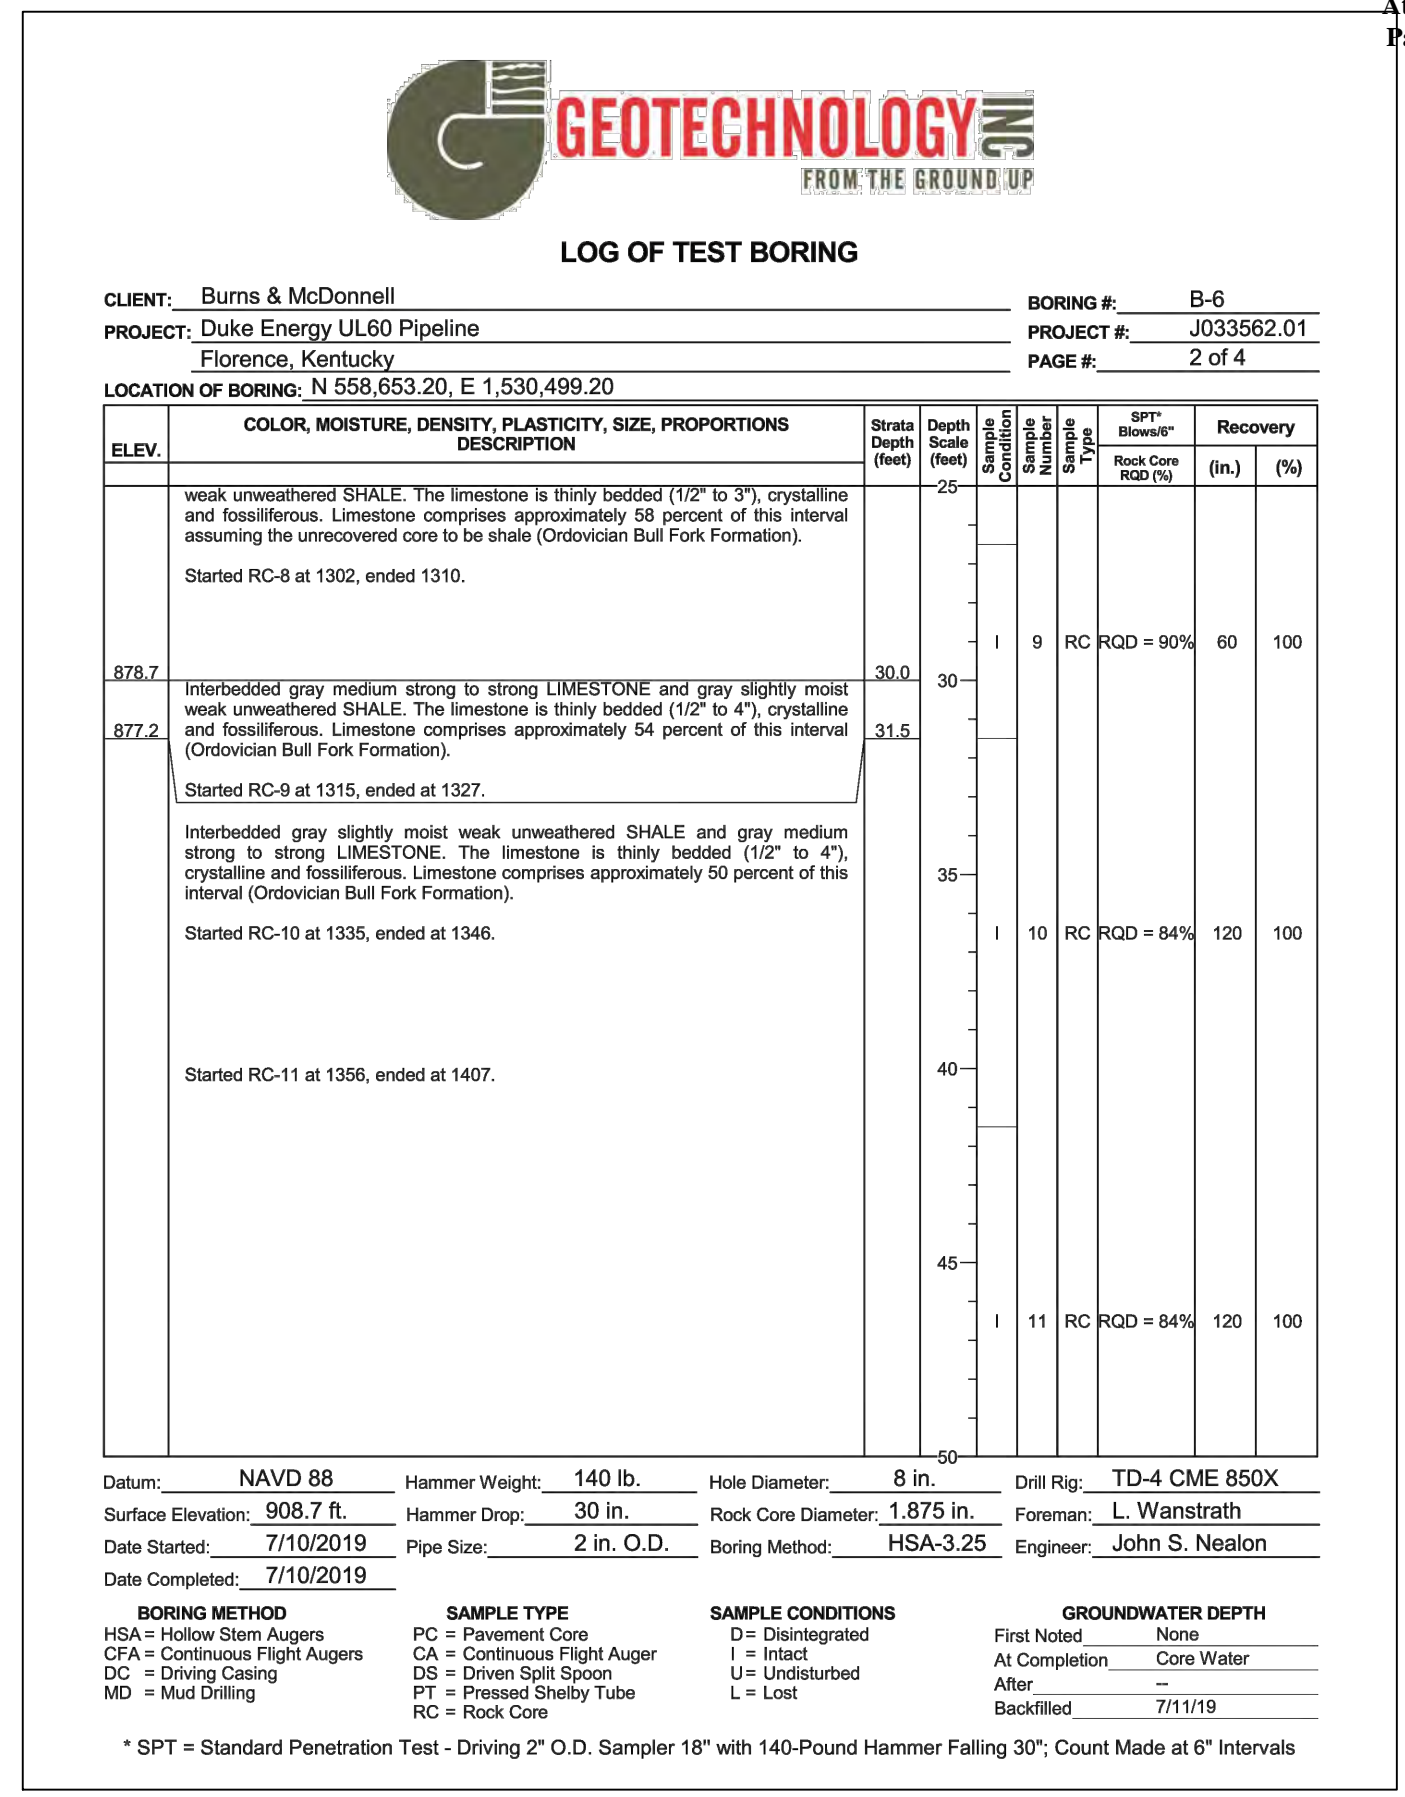 At
Pa
GEOTECHNOLOGY INC
FROM THE GROUND UP
LOG OF TEST BORING
CLIENT: Burns & McDonnell
BORING #: B-6
PROJECT: Duke Energy UL60 Pipeline
PROJECT #: J033562.01
Florence, Kentucky
PAGE #: 2 of 4
LOCATION OF BORING: N 558,653.20, E 1,530,499.20
ELEV.
COLOR, MOISTURE, DENSITY, PLASTICITY, SIZE, PROPORTIONS
DESCRIPTION
Strata
Depth
(feet)
Depth
Scale
(feet)
Sample
Condition
Sample
Number
Sample
Type
SPT*
Blows/6"
Rock Core
RQD (%)
Recovery
(in.)
(%)
25
weak unweathered SHALE. The limestone is thinly bedded (1/2" to 3"), crystalline
and fossiliferous. Limestone comprises approximately 58 percent of this interval
assuming the unrecovered core to be shale (Ordovician Bull Fork Formation).
Started RC-8 at 1302, ended 1310.
I 9 RC RQD = 90% 60 100
878.7
30.0
30
Interbedded gray medium strong to strong LIMESTONE and gray slightly moist
weak unweathered SHALE. The limestone is thinly bedded (1/2" to 4"), crystalline
877.2 and fossiliferous. Limestone comprises approximately 54 percent of this interval 31.5
(Ordovician Bull Fork Formation).
Started RC-9 at 1315, ended at 1327.
Interbedded gray slightly moist weak unweathered SHALE and gray medium
strong to strong LIMESTONE. The limestone is thinly bedded (1/2" to 4"),
crystalline and fossiliferous. Limestone comprises approximately 50 percent of this
35
interval (Ordovician Bull Fork Formation).
Started RC-10 at 1335, ended at 1346.
I 10 RC RQD = 84% 120 100
40
Started RC-11 at 1356, ended at 1407.
45
I 11 RC RQD = 84% 120 100
50
Datum: NAVD 88 Hammer Weight: 140 lb. Hole Diameter: 8 in. Drill Rig: TD-4 CME 850X
Surface Elevation: 908.7 ft. Hammer Drop: 30 in. Rock Core Diameter: 1.875 in. Foreman: L. Wanstrath
Date Started: 7/10/2019 Pipe Size: 2 in. O.D. Boring Method: HSA-3.25 Engineer: John S. Nealon
Date Completed: 7/10/2019
BORING METHOD
HSA = Hollow Stem Augers
CFA = Continuous Flight Augers
DC = Driving Casing
MD = Mud Drilling
SAMPLE TYPE
PC = Pavement Core
CA = Continuous Flight Auger
DS = Driven Split Spoon
PT = Pressed Shelby Tube
RC = Rock Core
SAMPLE CONDITIONS
D = Disintegrated
I = Intact
U = Undisturbed
L = Lost
GROUNDWATER DEPTH
First Noted None
At Completion Core Water
After --
Backfilled 7/11/19
* SPT = Standard Penetration Test - Driving 2" O.D. Sampler 18" with 140-Pound Hammer Falling 30"; Count Made at 6" Intervals